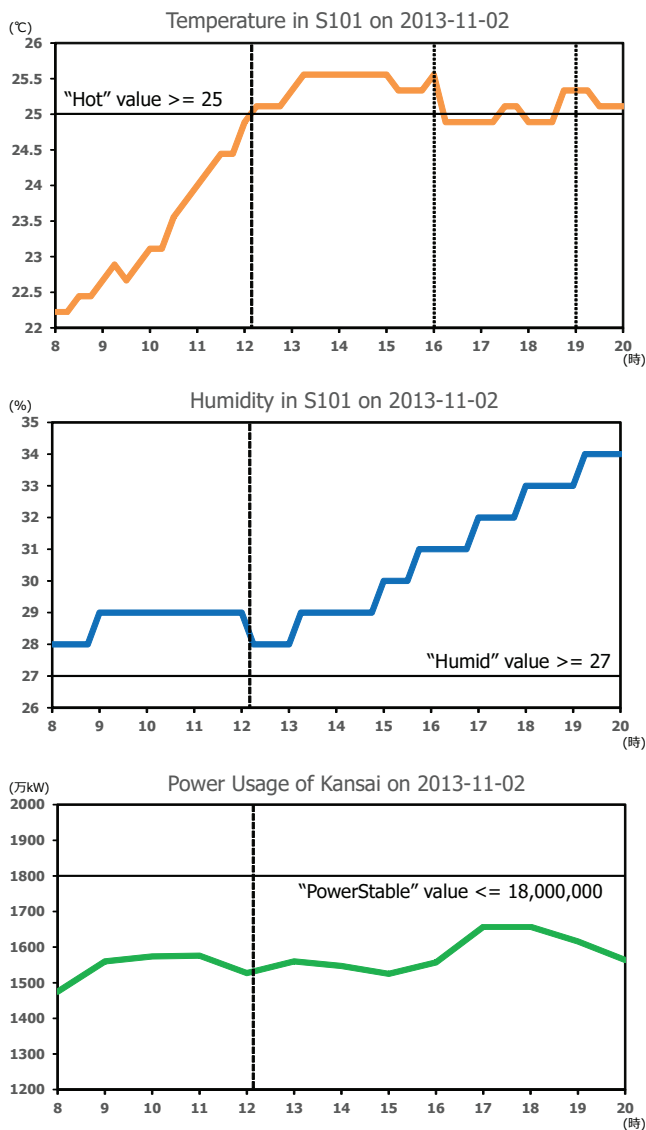 Temperature in S101 on 2013-11-02
(℃)
26
25.5
25
24.5
24
23.5
23
22.5
22
"Hot" value >= 25
8 9 10 11 12 13 14 15 16 17 18 19 20
(時)
Humidity in S101 on 2013-11-02
(%)
35
34
33
32
31
30
29
28
27
26
"Humid" value >= 27
8 9 10 11 12 13 14 15 16 17 18 19 20
(時)
Power Usage of Kansai on 2013-11-02
(万kW)
2000
1900
1800
1700
1600
1500
1400
1300
1200
"PowerStable" value <= 18,000,000
8 9 10 11 12 13 14 15 16 17 18 19 20
(時)